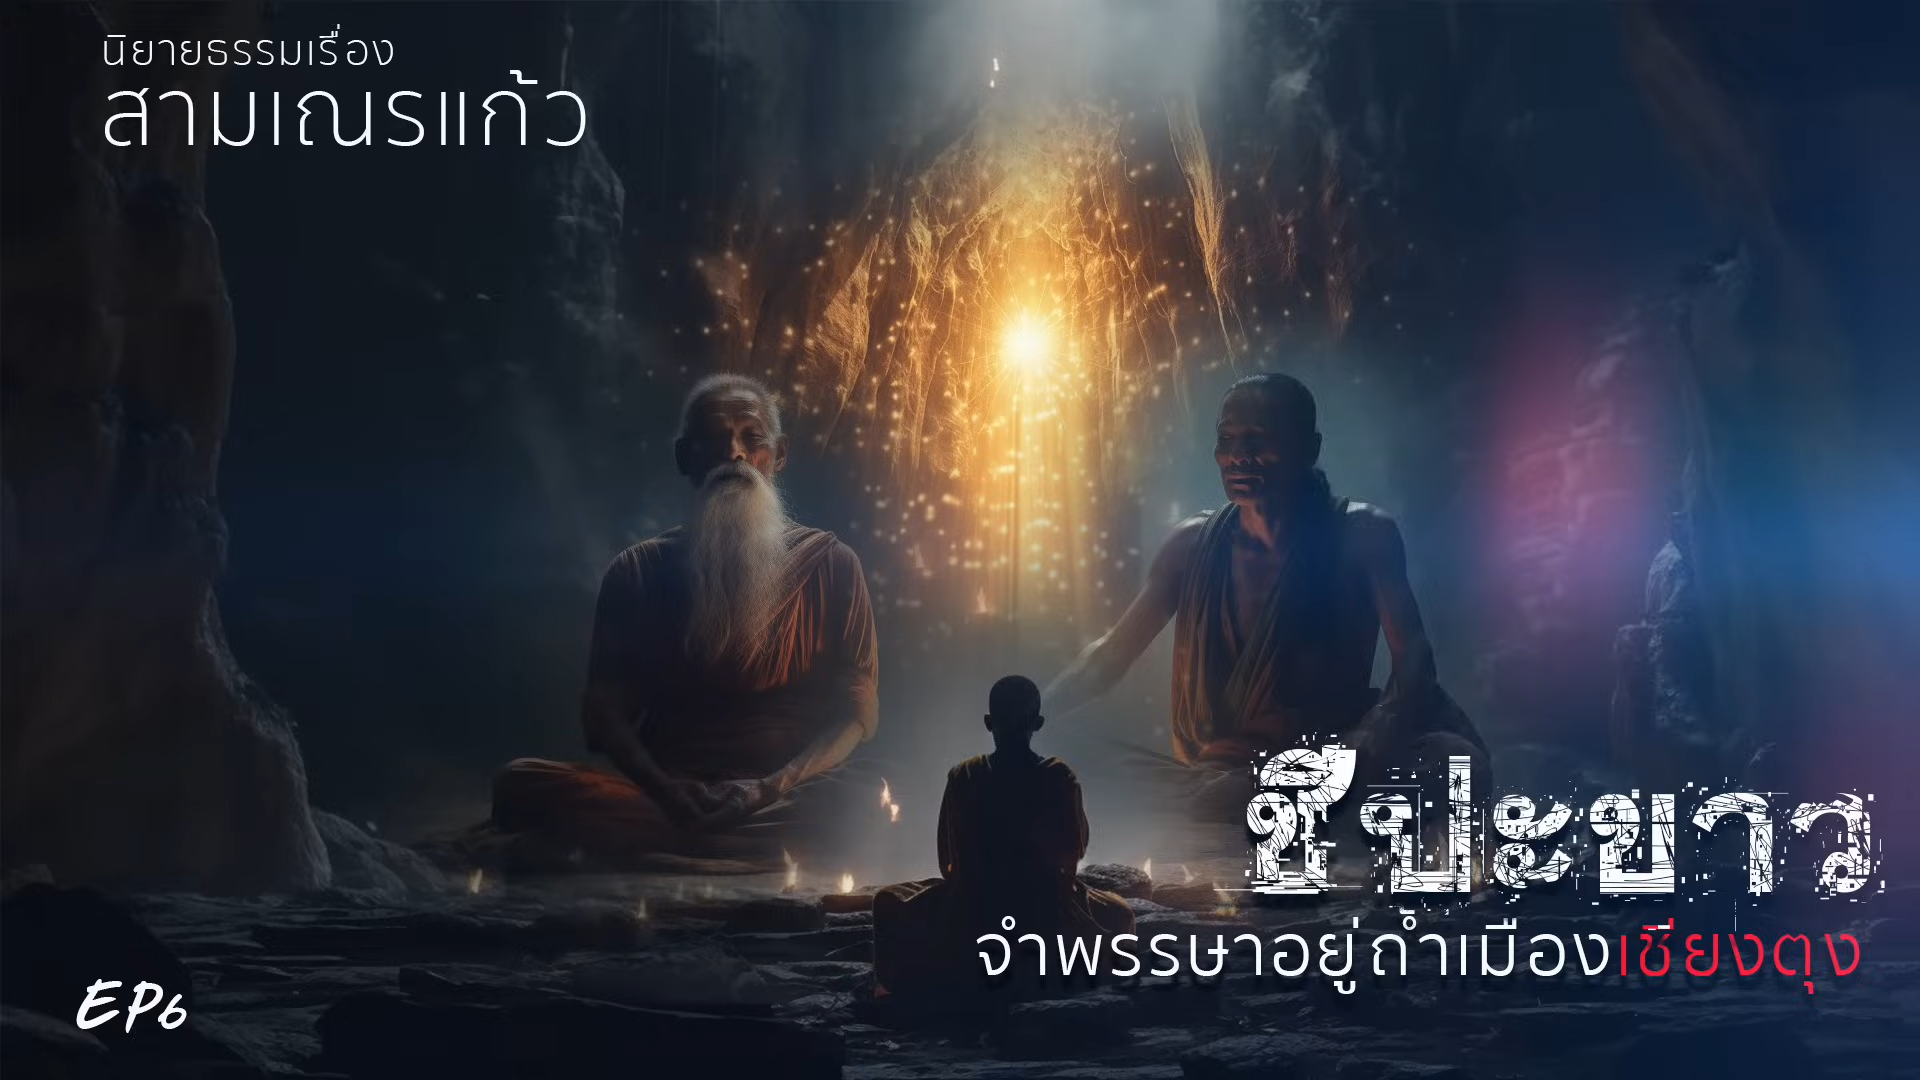 นิยายธรรมเรื่อง
สามเณรแก้ว
ชีปะขาว
จำพรรษาอยู่ถ้ำเมืองเชียงตุง
EP6